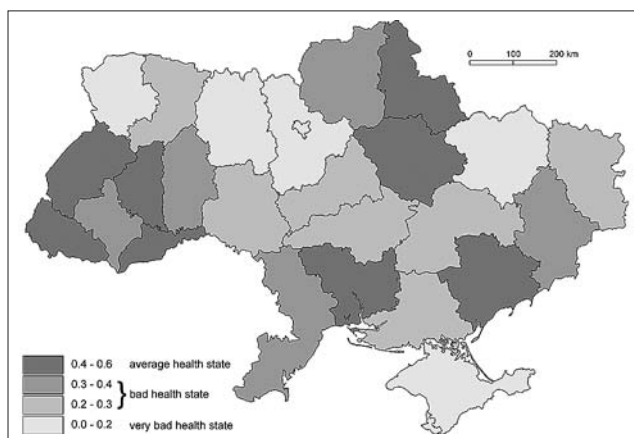 0 100 200 km
0.4 - 0.6 average health state
0.3 - 0.4
bad health state
0.2 - 0.3
0.0 - 0.2 very bad health state